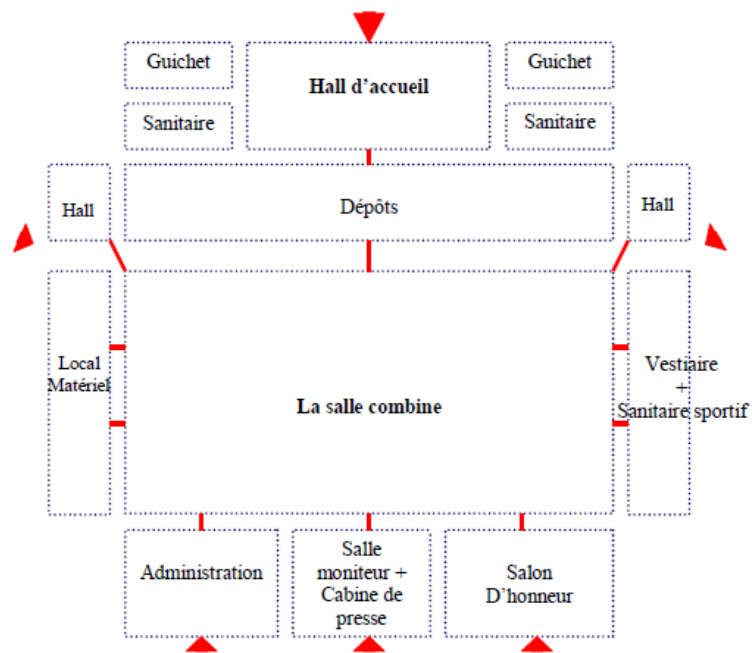 Guichet
Hall d'accueil
Guichet
Sanitaire
Sanitaire
Hall
Dépôts
Hall
Local
Matériel
La salle combine
Vestiaire
+
Sanitaire sportif
Administration
Salle
moniteur +
Cabine de
presse
Salon
D'honneur